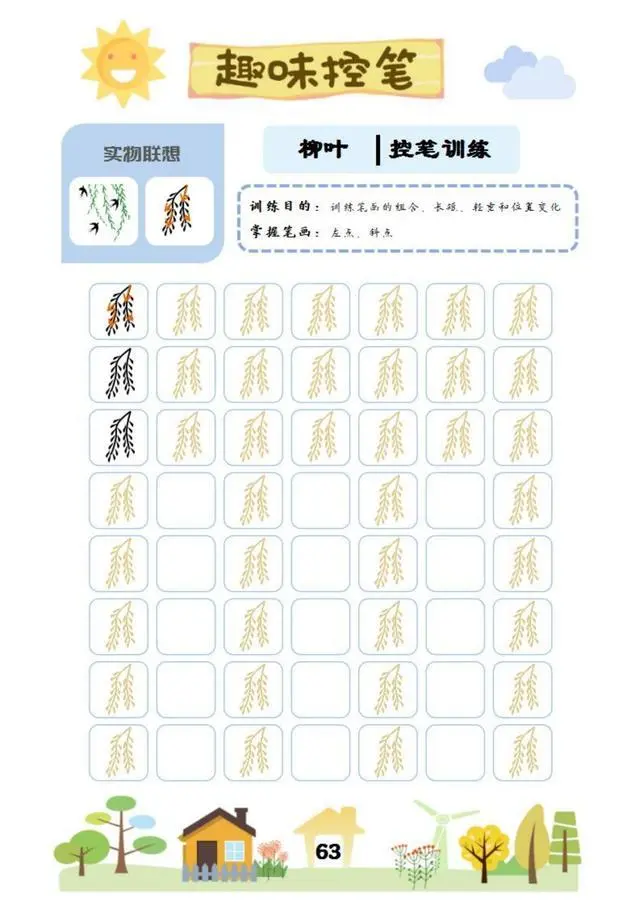 趣味控笔
实物联想
柳叶 | 控笔训练
训练目的：训练笔画的组合、长短、轻重和位置变化
掌握笔画：左点、斜点
63